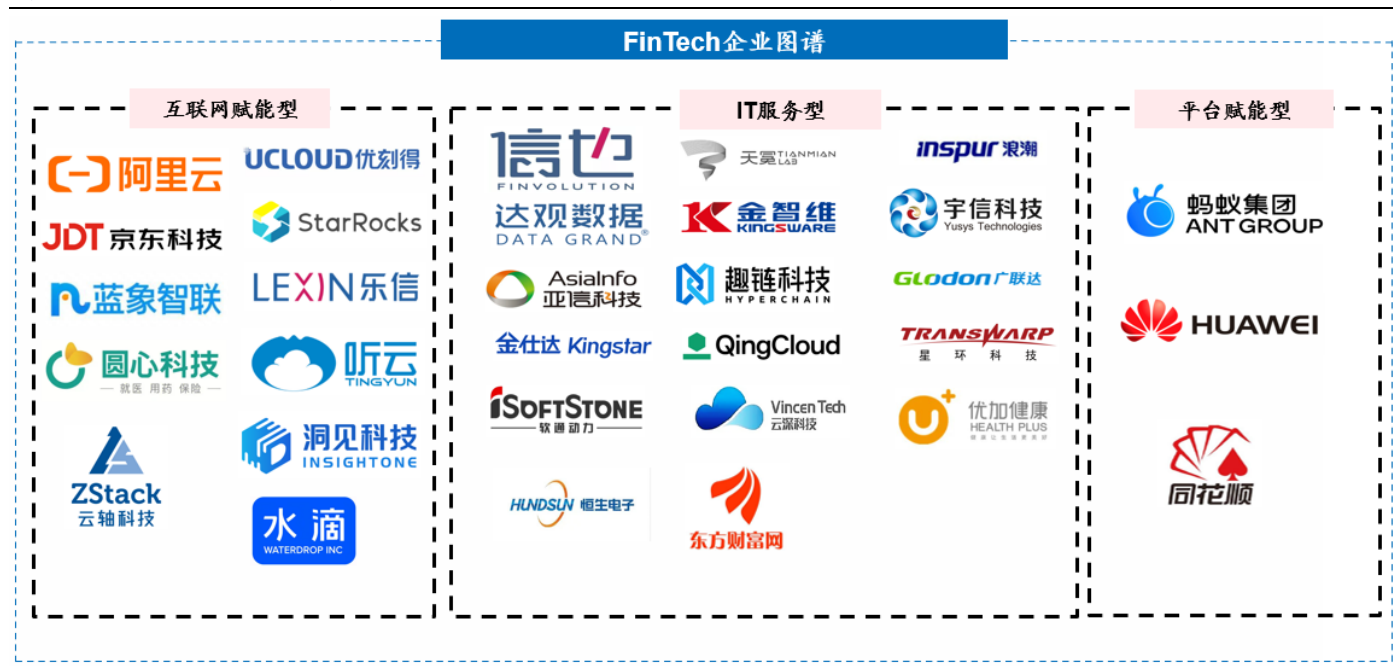 FinTech企业图谱
互联网赋能型
阿里云
UCLOUD优刻得
JDT 京东科技
StarRocks
蓝象智联
LEXIN乐信
圆心科技
就医 用药 保险
听云
TINGYUN
ZStack
云轴科技
洞见科技
INSIGHTONE
水滴
WATERDROP INC
IT服务型
信也
FINVOLUTION
天冕 TIANMIAN
LAB
inspur 浪潮
达观数据
DATA GRAND®
金智维
KINGSWARE
宇信科技
Yusys Technologies
AsiaInfo
亚信科技
趣链科技
HYPERCHAIN
GLODON广联达
金仕达 Kingstar
QingCloud
TRANSWARP
星环科技
iSOFTSTONE
软通动力
Vincen Tech
云深科技
优加健康
HEALTH PLUS
HUNDSUN 恒生电子
东方财富网
平台赋能型
蚂蚁集团
ANT GROUP
HUAWEI
同花顺